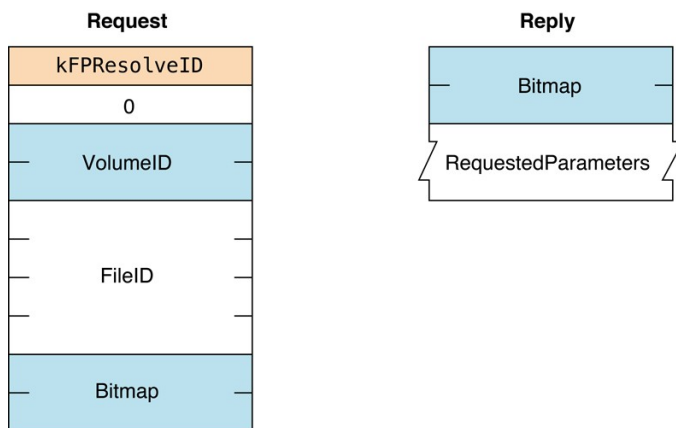 Request
kFPResolveID
0
VolumeID
FileID
Bitmap
Reply
Bitmap
RequestedParameters